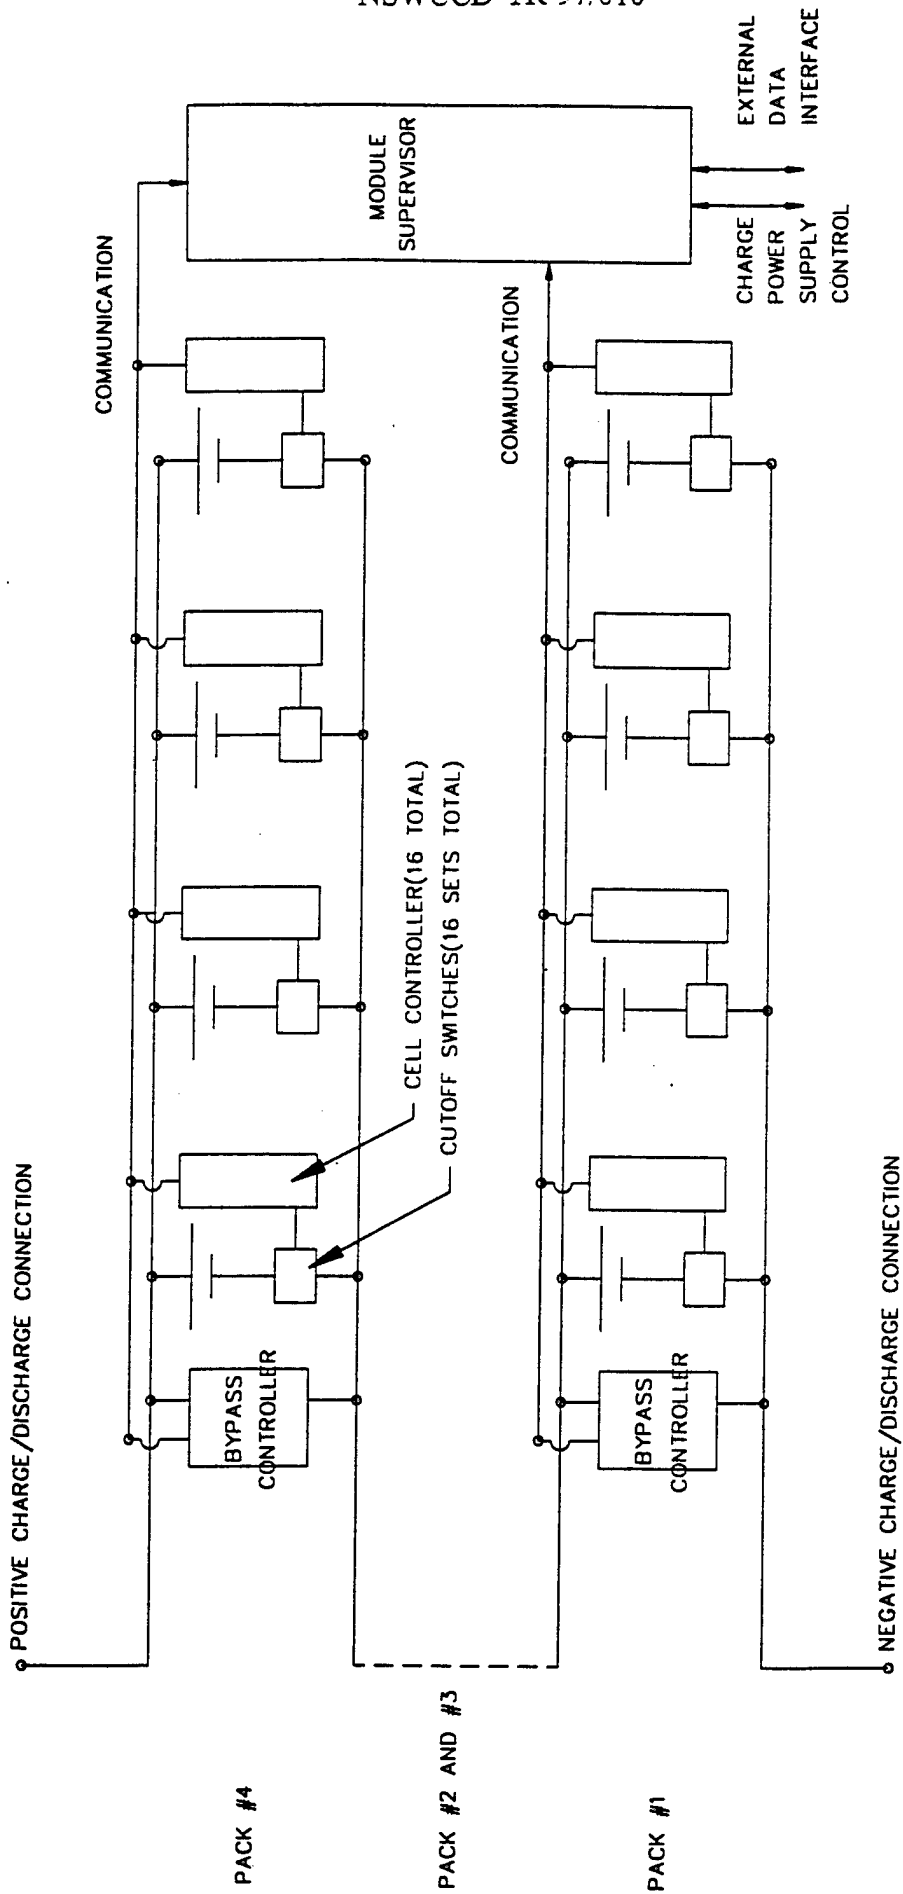 POSITIVE CHARGE/DISCHARGE CONNECTION
COMMUNICATION
PACK #4
BYPASS
CONTROLLER
MODULE
SUPERVISOR
CELL CONTROLLER(16 TOTAL)
CUTOFF SWITCHES(16 SETS TOTAL)
PACK #2 AND #3
COMMUNICATION
PACK #1
BYPASS
CONTROLLER
CHARGE
POWER
SUPPLY
CONTROL
EXTERNAL
DATA
INTERFACE
NEGATIVE CHARGE/DISCHARGE CONNECTION